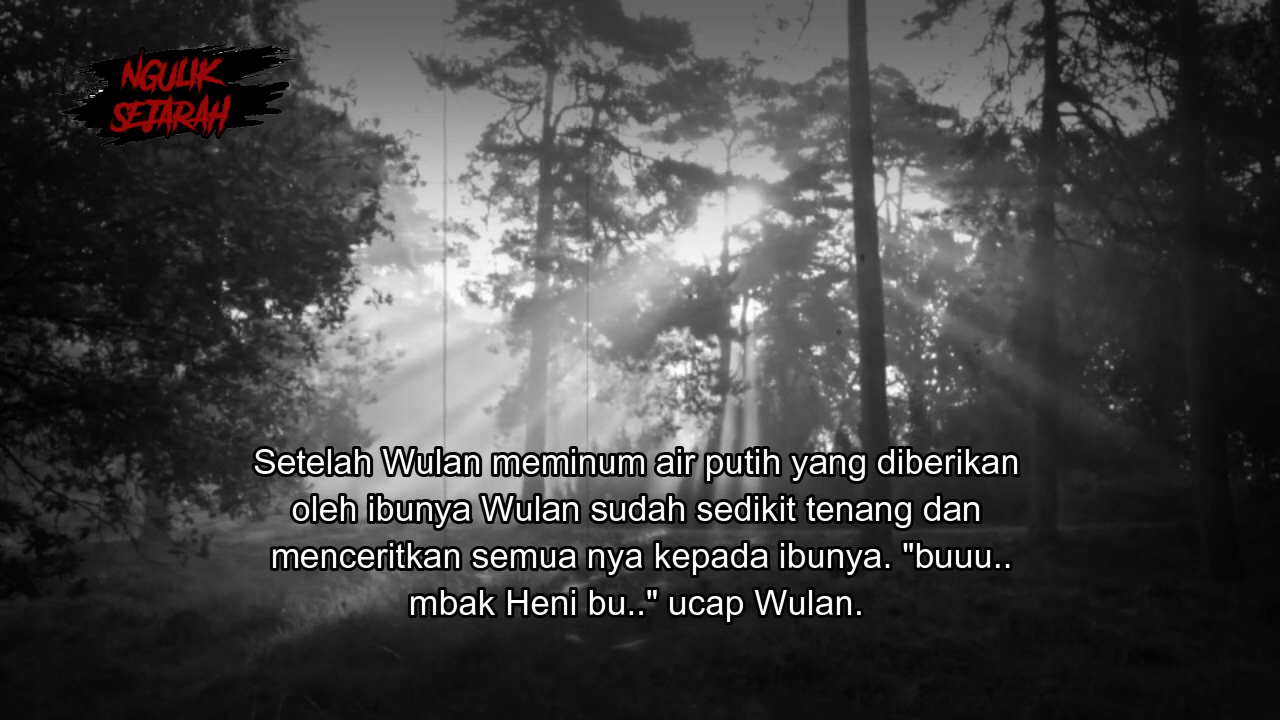 NGULIK
SEJARAH
Setelah Wulan meminum air putih yang diberikan
oleh ibunya Wulan sudah sedikit tenang dan
menceritkan semua nya kepada ibunya. "buuu..
mbak Heni bu.." ucap Wulan.